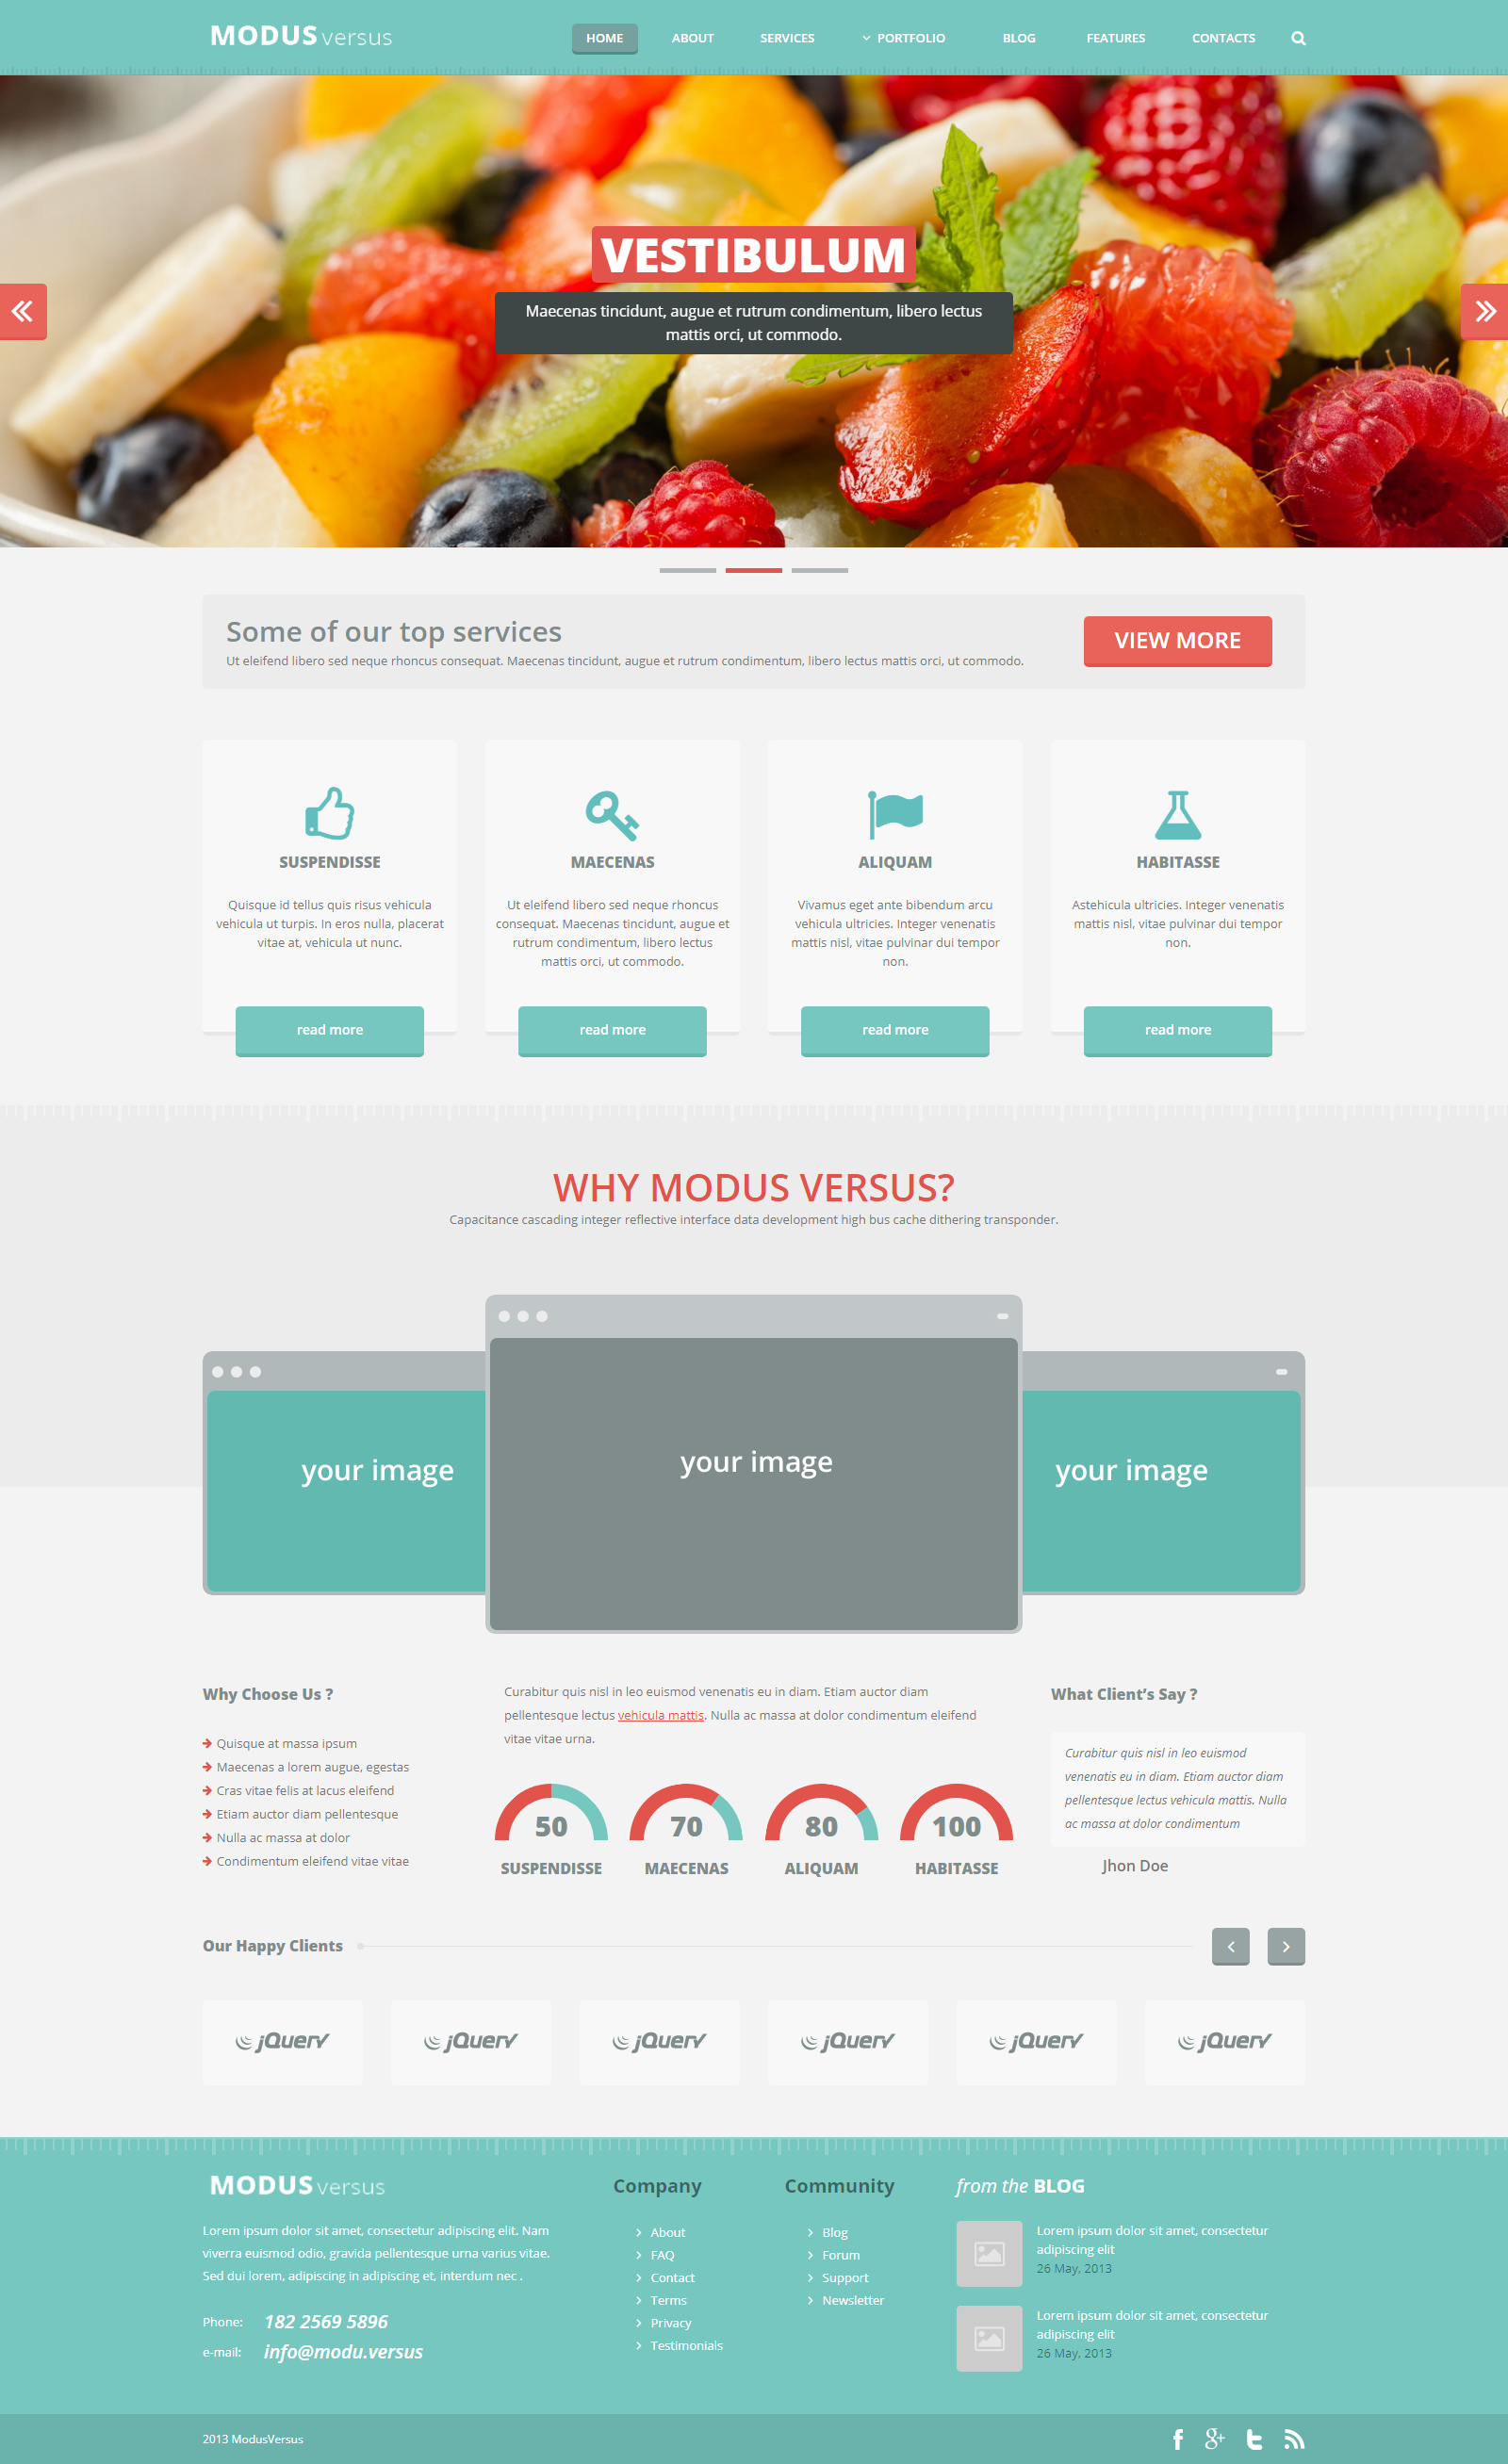 MODUS versus
HOME ABOUT SERVICES PORTFOLIO BLOG FEATURES CONTACTS
VESTIBULUM
Maecenas tincidunt, augue et rutrum condimentum, libero lectus
mattis orci, ut commodo.
Some of our top services
Ut eleifend libero sed neque rhoncus consequat. Maecenas tincidunt, augue et rutrum condimentum, libero lectus mattis orci, ut commodo.
VIEW MORE
SUSPENDISSE
Quisque id tellus quis risus vehicula
vehicula ut turpis. In eros nulla, placerat
vitae at, vehicula ut nunc.
read more
MAECENAS
Ut eleifend libero sed neque rhoncus
consequat. Maecenas tincidunt, augue et
rutrum condimentum, libero lectus
mattis orci, ut commodo.
read more
ALIQUAM
Vivamus eget ante bibendum arcu
vehicula ultricies. Integer venenatis
mattis nisl, vitae pulvinar dui tempor
non.
read more
HABITASSE
Astehicula ultricies. Integer venenatis
mattis nisl, vitae pulvinar dui tempor
non.
read more
WHY MODUS VERSUS?
Capacitance cascading integer reflective interface data development high bus cache dithering transponder.
your image
your image
your image
Why Choose Us ?
Quisque at massa ipsum
Maecenas a lorem augue, egestas
Cras vitae felis at lacus eleifend
Etiam auctor diam pellentesque
Nulla ac massa at dolor
Condimentum eleifend vitae vitae
Curabitur quis nisl in leo euismod venenatis eu in diam. Etiam auctor diam
pellentesque lectus vehicula mattis. Nulla ac massa at dolor condimentum eleifend
vitae vitae urna.
50 70 80 100
SUSPENDISSE MAECENAS ALIQUAM HABITASSE
What Client's Say ?
Curabitur quis nisl in leo euismod
venenatis eu in diam. Etiam auctor diam
pellentesque lectus vehicula mattis. Nulla
ac massa at dolor condimentum
Jhon Doe
Our Happy Clients
jQuery jQuery jQuery jQuery jQuery jQuery
MODUS versus
Lorem ipsum dolor sit amet, consectetur adipiscing elit. Nam
viverra euismod odio, gravida pellentesque urna varius vitae.
Sed dui lorem, adipiscing in adipiscing et, interdum nec .
Phone: 182 2569 5896
e-mail: info@modu.versus
Company
About
FAQ
Contact
Terms
Privacy
Testimonials
Community
Blog
Forum
Support
Newsletter
from the BLOG
Lorem ipsum dolor sit amet, consectetur
adipiscing elit
26 May, 2013
Lorem ipsum dolor sit amet, consectetur
adipiscing elit
26 May, 2013
2013 ModusVersus